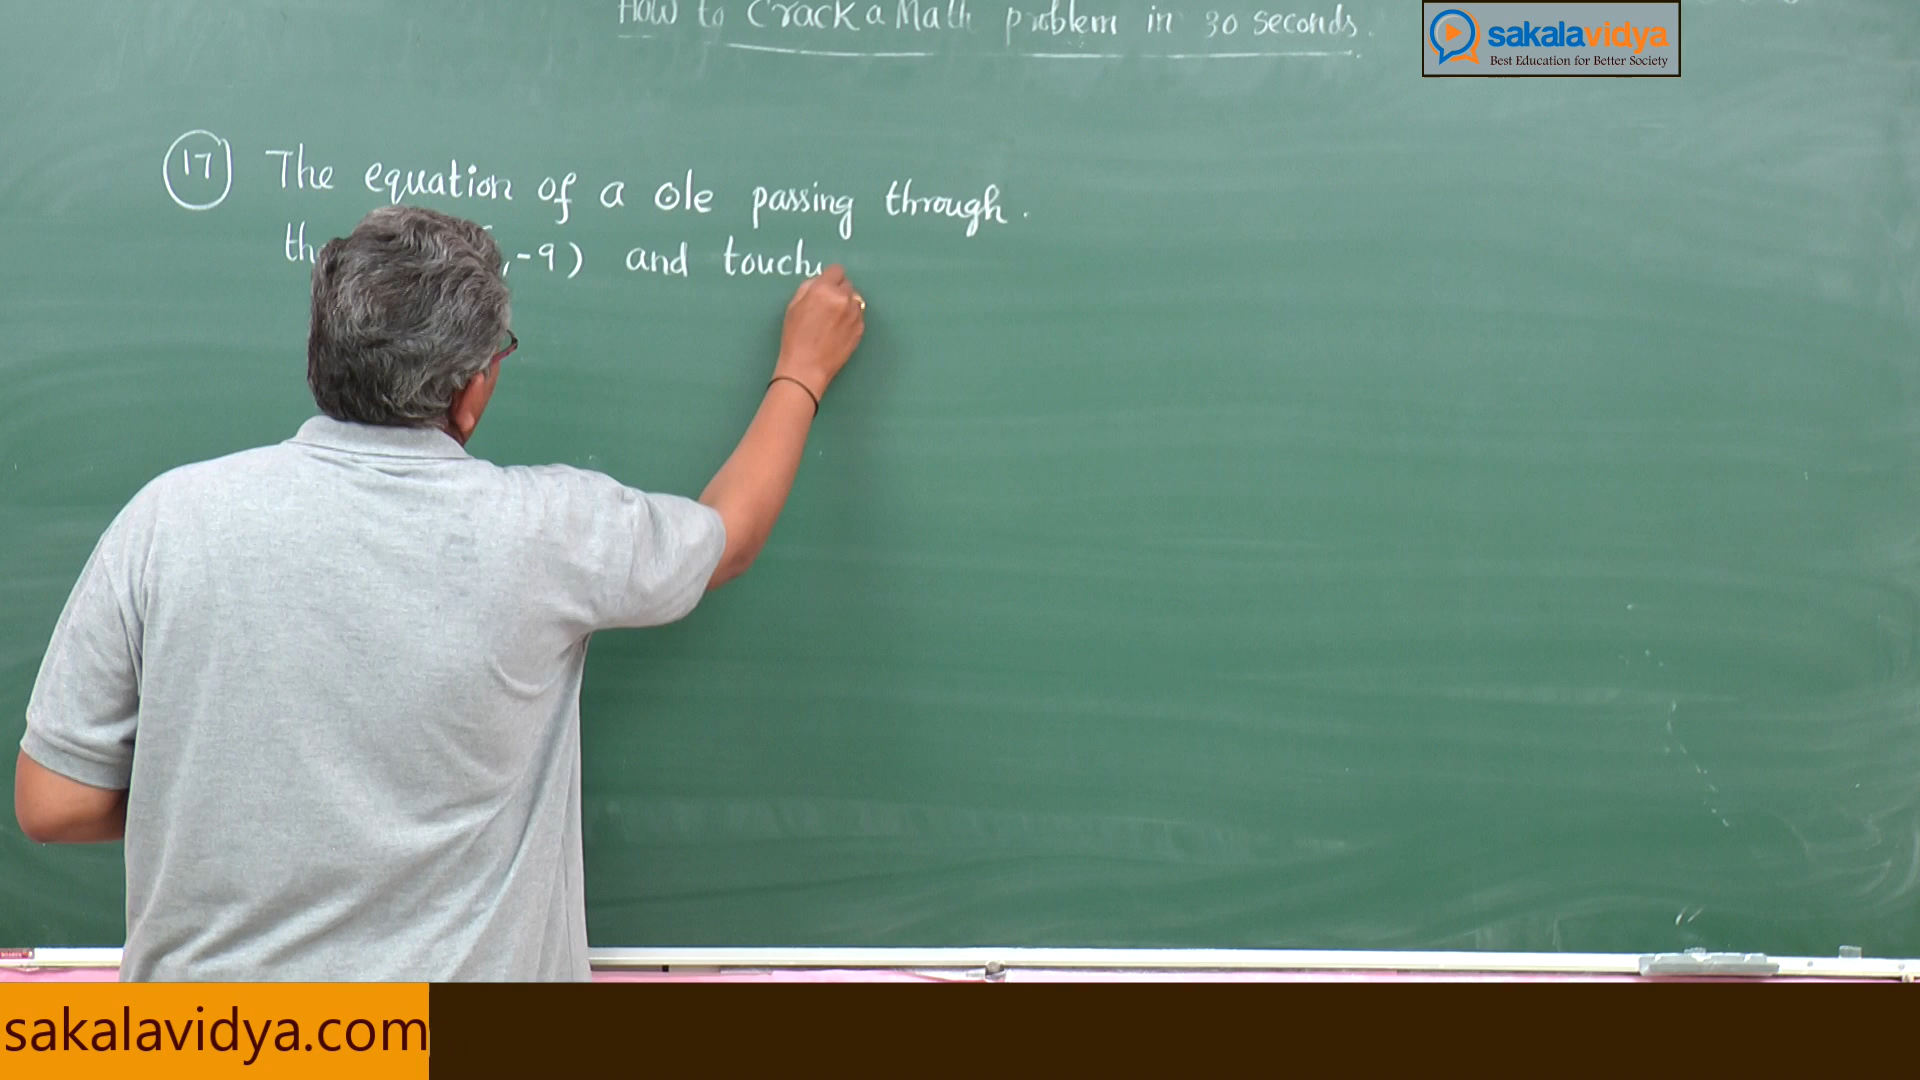 How to Crack a Math problem in 30 seconds.
sakalavidya
Best Education for Better Society
17 The equation of a ole passing through.
,-9) and touch
sakalavidya.com